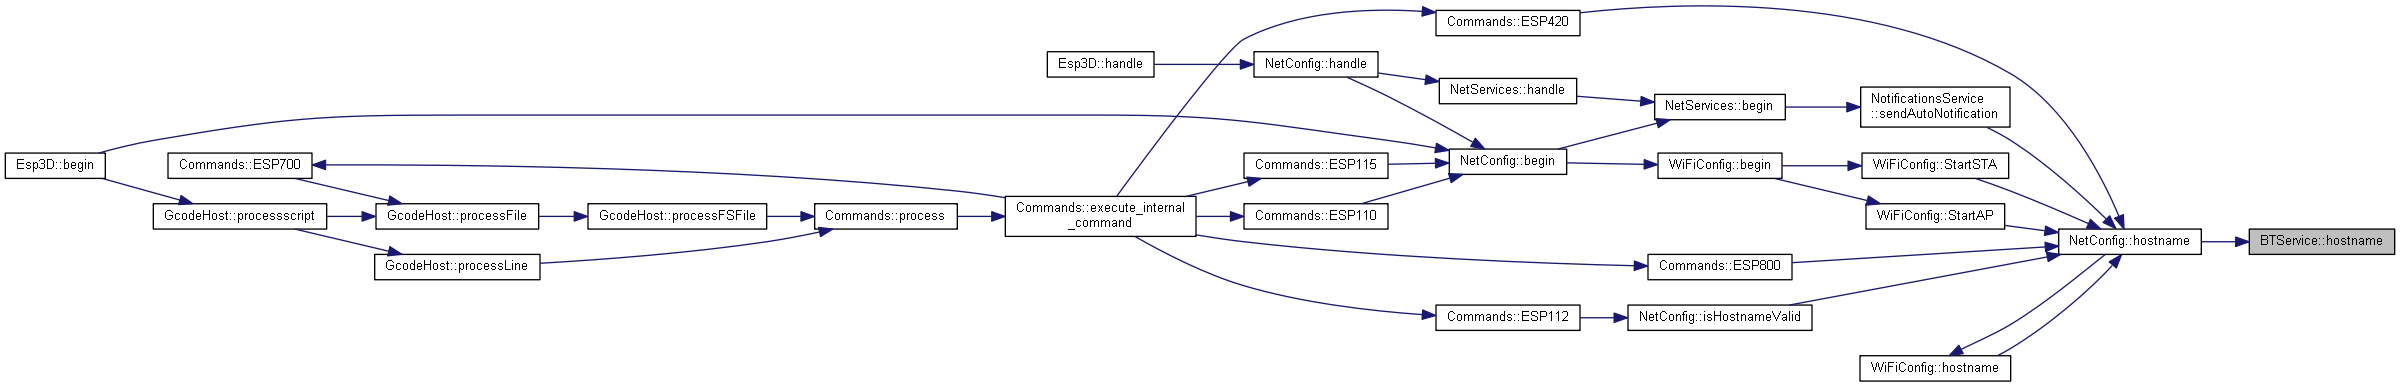 Commands::ESP420
Esp3D::handle
NetConfig::handle
NetServices::handle
NetServices::begin
NotificationsService
::sendAutoNotification
Esp3D::begin
Commands::ESP700
Commands::ESP115
NetConfig::begin
WiFiConfig::begin
WiFiConfig::StartSTA
GcodeHost::processscript
GcodeHost::processFile
GcodeHost::processFSFile
Commands::process
Commands::execute_internal
_command
Commands::ESP110
WiFiConfig::StartAP
NetConfig::hostname
BTService::hostname
GcodeHost::processLine
Commands::ESP800
Commands::ESP112
NetConfig::isHostnameValid
WiFiConfig::hostname